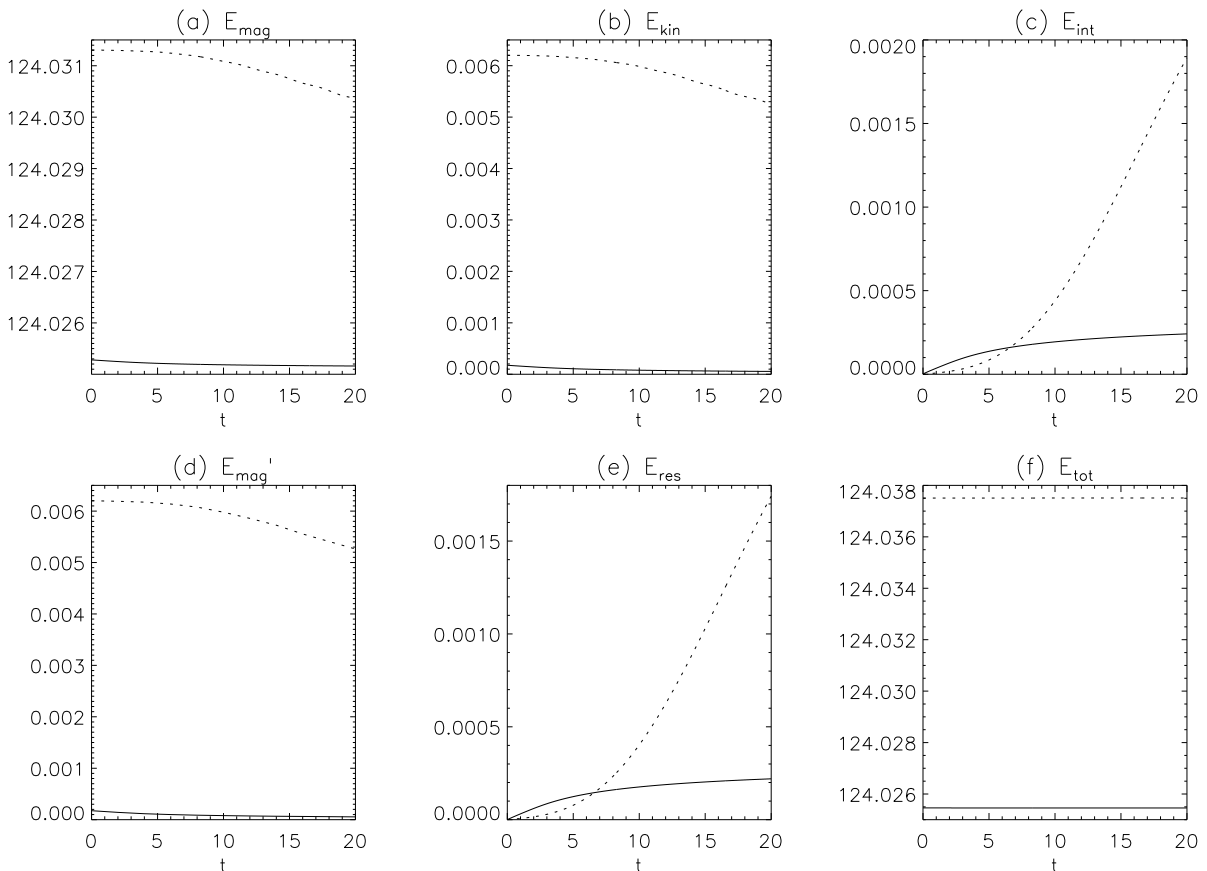 (a) E_mag
124.031
124.030
124.029
124.028
124.027
124.026
0 5 10 15 20
t
(b) E_kin
0.006
0.005
0.004
0.003
0.002
0.001
0.000
0 5 10 15 20
t
(c) E_int
0.0020
0.0015
0.0010
0.0005
0.0000
0 5 10 15 20
t
(d) E_mag'
0.006
0.005
0.004
0.003
0.002
0.001
0.000
0 5 10 15 20
t
(e) E_res
0.0015
0.0010
0.0005
0.0000
0 5 10 15 20
t
(f) E_tot
124.038
124.036
124.034
124.032
124.030
124.028
124.026
0 5 10 15 20
t